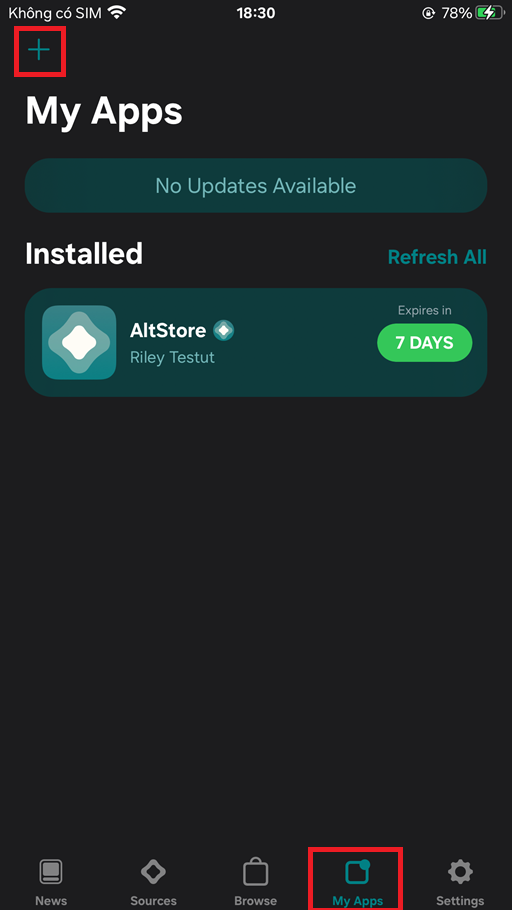 Không có SIM 18:30 78%
My Apps
No Updates Available
Installed Refresh All
AltStore
Riley Testut
Expires in
7 DAYS
News Sources Browse My Apps Settings